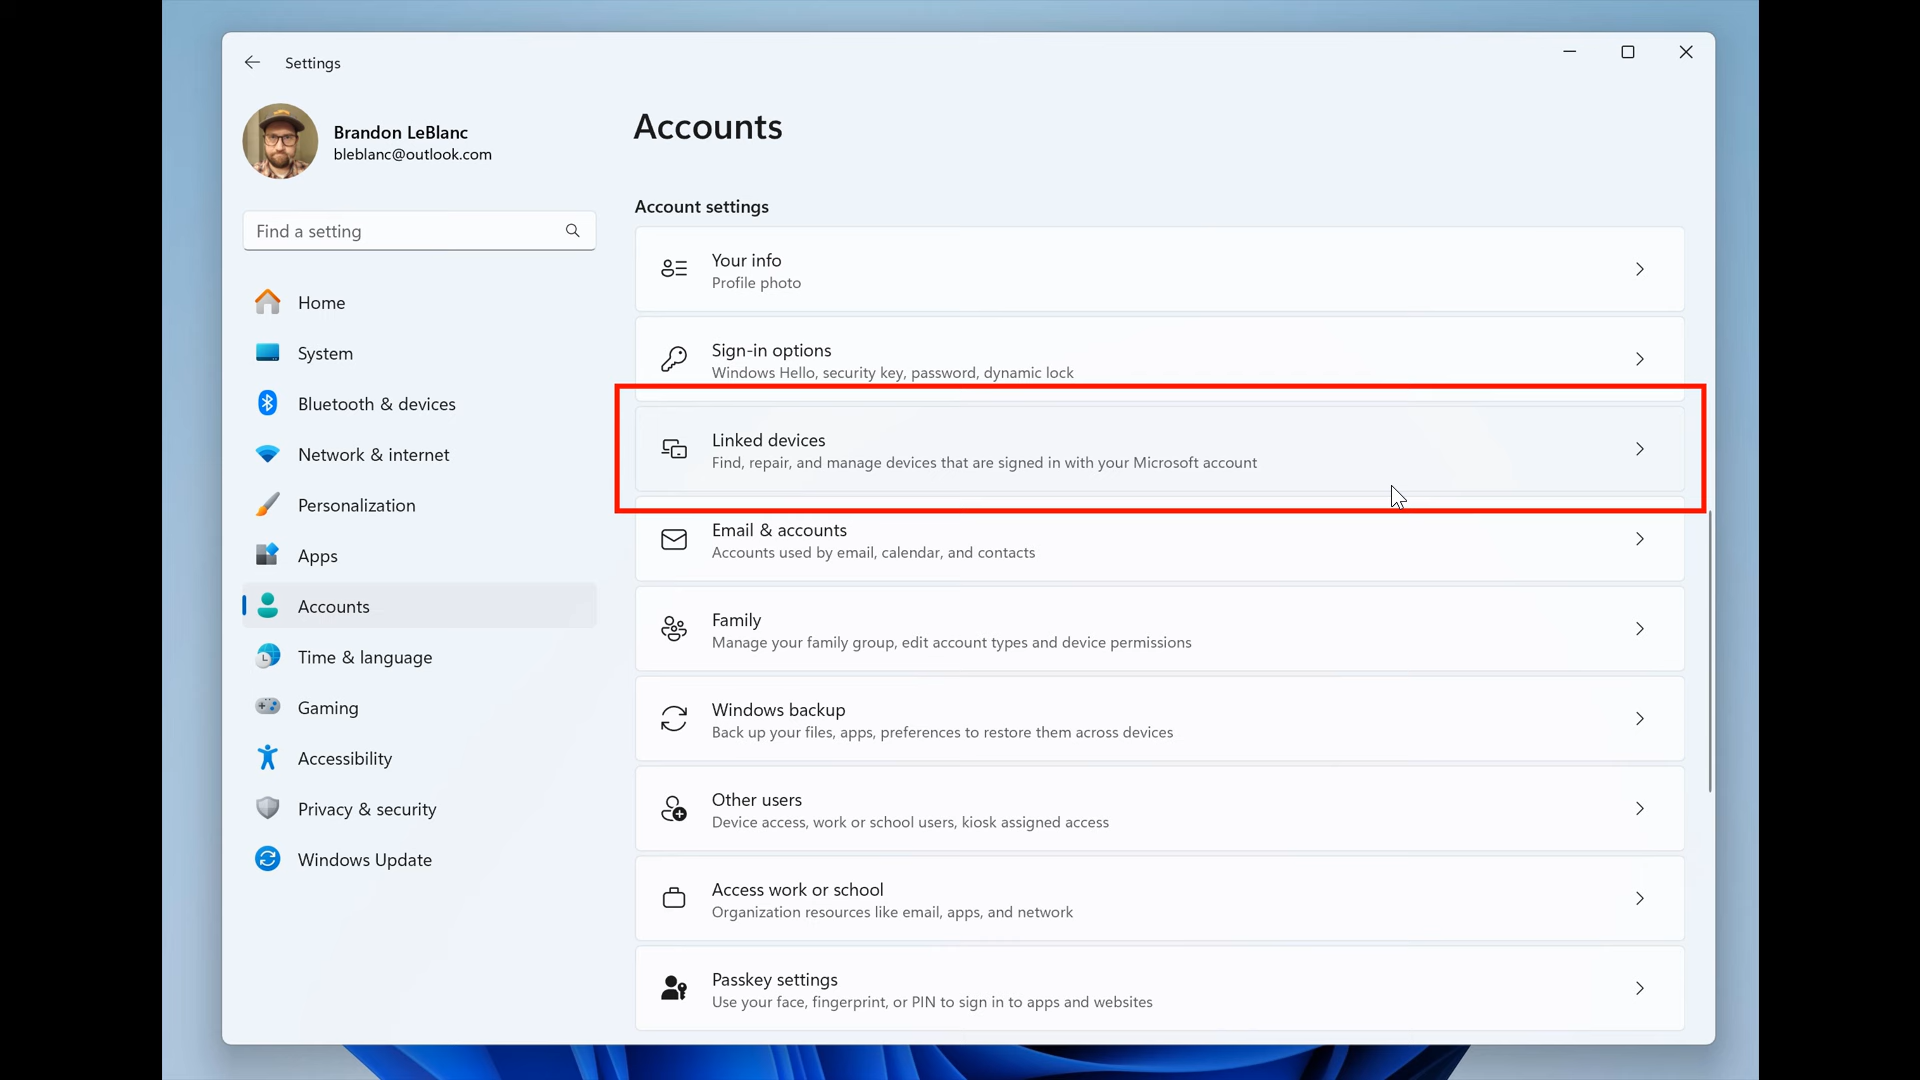 Settings
Brandon LeBlanc
bleblanc@outlook.com
Find a setting
Home
System
Bluetooth & devices
Network & internet
Personalization
Apps
Accounts
Time & language
Gaming
Accessibility
Privacy & security
Windows Update
Accounts
Account settings
Your info
Profile photo
Sign-in options
Windows Hello, security key, password, dynamic lock
Linked devices
Find, repair, and manage devices that are signed in with your Microsoft account
Email & accounts
Accounts used by email, calendar, and contacts
Family
Manage your family group, edit account types and device permissions
Windows backup
Back up your files, apps, preferences to restore them across devices
Other users
Device access, work or school users, kiosk assigned access
Access work or school
Organization resources like email, apps, and network
Passkey settings
Use your face, fingerprint, or PIN to sign in to apps and websites